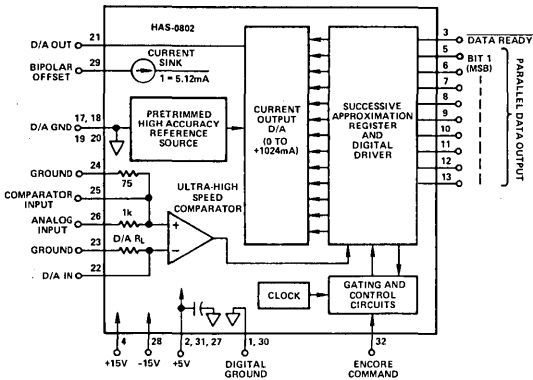 HAS-0802
D/A OUT 21
BIPOLAR OFFSET 29
CURRENT SINK
1 = 5.12mA
D/A GND 17, 18
19 20
PRETRIMMED HIGH ACCURACY REFERENCE SOURCE
CURRENT OUTPUT D/A (0 TO +1024mA)
SUCCESSIVE APPROXIMATION REGISTER AND DIGITAL DRIVER
3 DATA READY
5 BIT 1
6 (MSB)
7
8
9
10
11
12
13
PARALLEL DATA OUTPUT
GROUND 24
75
COMPARATOR INPUT 25
ANALOG INPUT 26
1k
GROUND 23
D/A RL
D/A IN 22
ULTRA-HIGH SPEED COMPARATOR
+
−
CLOCK
GATING AND CONTROL CIRCUITS
4
+15V
28
-15V
2, 31, 27
+5V
1, 30
DIGITAL GROUND
32
ENCORE COMMAND